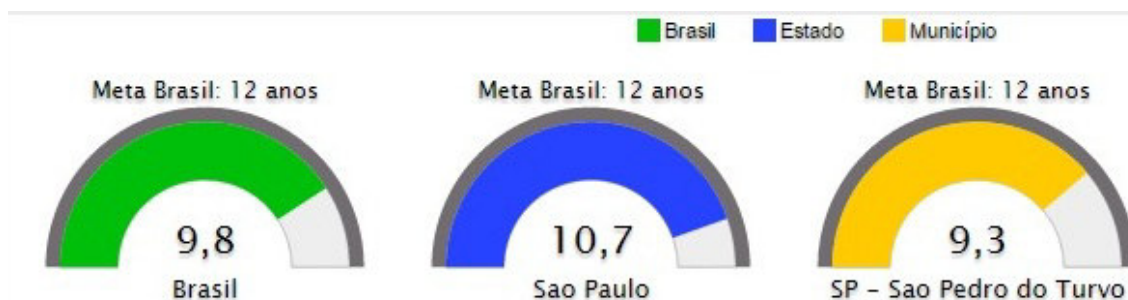 Brasil Estado Município
Meta Brasil: 12 anos Meta Brasil: 12 anos Meta Brasil: 12 anos
9,8 10,7 9,3
Brasil Sao Paulo SP - Sao Pedro do Turvo